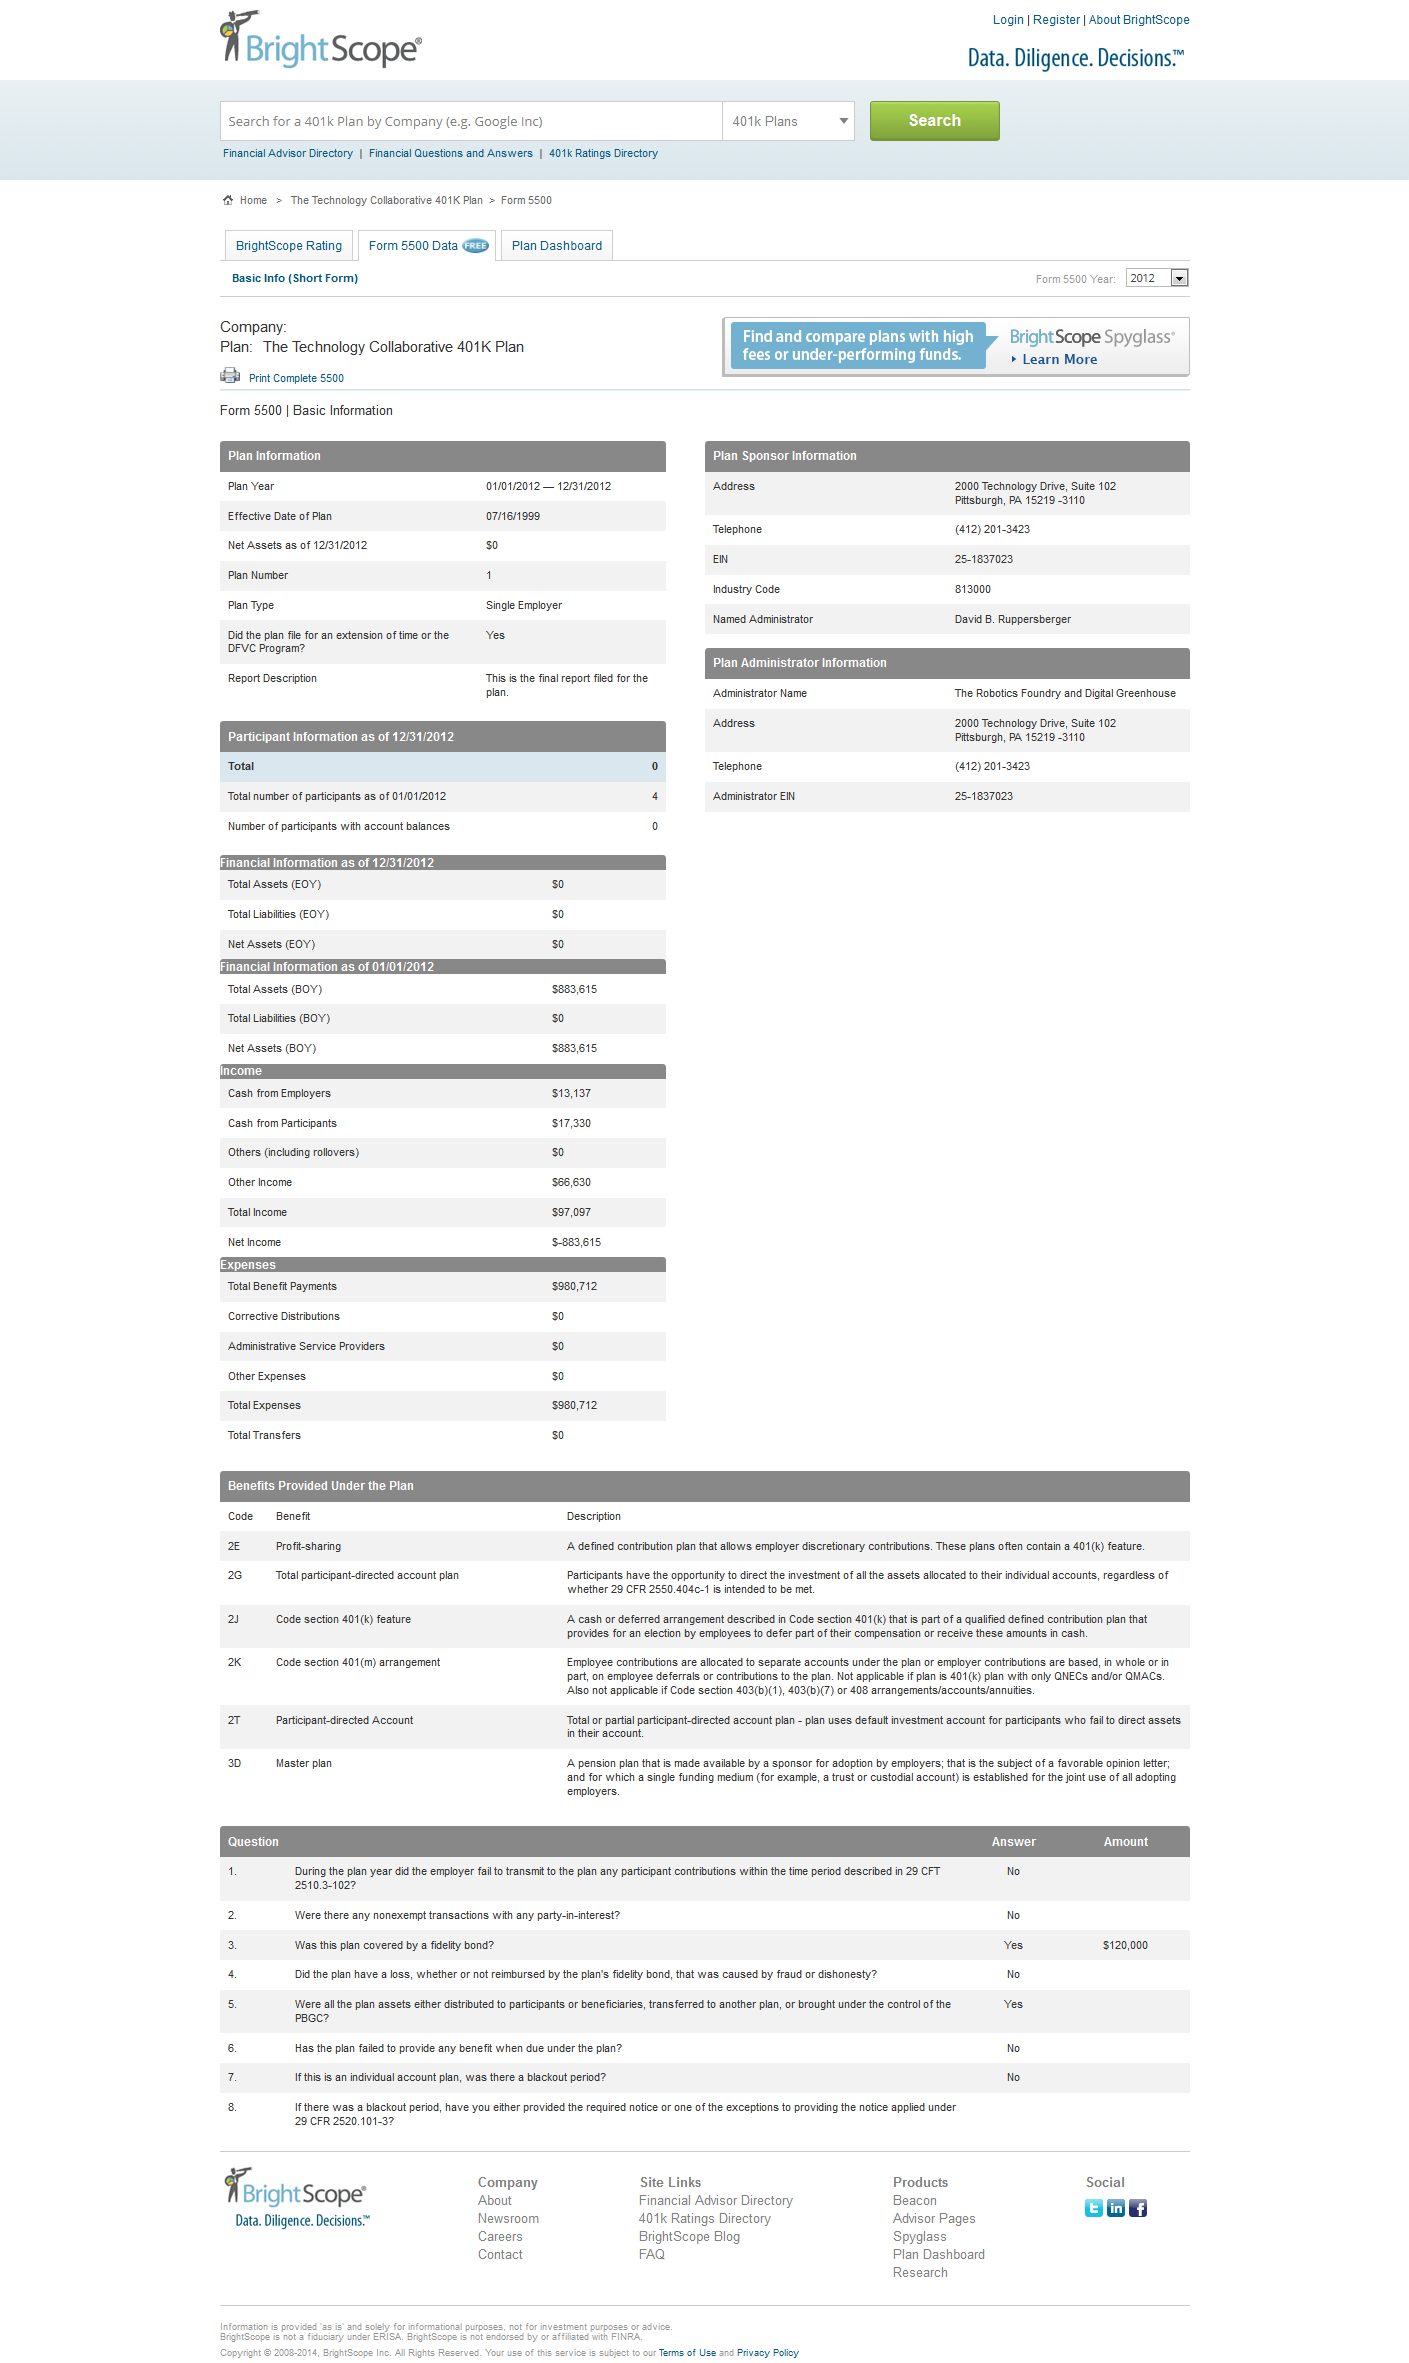 BrightScope®
Login | Register | About BrightScope
Data. Diligence. Decisions.™
Search for a 401k Plan by Company (e.g. Google Inc)
401k Plans
Search
Financial Advisor Directory | Financial Questions and Answers | 401k Ratings Directory
Home > The Technology Collaborative 401K Plan > Form 5500
BrightScope Rating
Form 5500 Data FREE
Plan Dashboard
Basic Info (Short Form)
Form 5500 Year: 2012
Company:
Plan: The Technology Collaborative 401K Plan
Find and compare plans with high
fees or under-performing funds.
BrightScope Spyglass®
Learn More
Print Complete 5500
Form 5500 | Basic Information
Plan Information
Plan Year 01/01/2012 — 12/31/2012
Effective Date of Plan 07/16/1999
Net Assets as of 12/31/2012 $0
Plan Number 1
Plan Type Single Employer
Did the plan file for an extension of time or the Yes
DFVC Program?
Report Description This is the final report filed for the
plan.
Participant Information as of 12/31/2012
Total 0
Total number of participants as of 01/01/2012 4
Number of participants with account balances 0
Financial Information as of 12/31/2012
Total Assets (EOY) $0
Total Liabilities (EOY) $0
Net Assets (EOY) $0
Financial Information as of 01/01/2012
Total Assets (BOY) $883,615
Total Liabilities (BOY) $0
Net Assets (BOY) $883,615
Income
Cash from Employers $13,137
Cash from Participants $17,330
Others (including rollovers) $0
Other Income $66,630
Total Income $97,097
Net Income $-883,615
Expenses
Total Benefit Payments $980,712
Corrective Distributions $0
Administrative Service Providers $0
Other Expenses $0
Total Expenses $980,712
Total Transfers $0
Plan Sponsor Information
Address 2000 Technology Drive, Suite 102
Pittsburgh, PA 15219 -3110
Telephone (412) 201-3423
EIN 25-1837023
Industry Code 813000
Named Administrator David B. Ruppersberger
Plan Administrator Information
Administrator Name The Robotics Foundry and Digital Greenhouse
Address 2000 Technology Drive, Suite 102
Pittsburgh, PA 15219 -3110
Telephone (412) 201-3423
Administrator EIN 25-1837023
Benefits Provided Under the Plan
Code Benefit Description
2E Profit-sharing A defined contribution plan that allows employer discretionary contributions. These plans often contain a 401(k) feature.
2G Total participant-directed account plan Participants have the opportunity to direct the investment of all the assets allocated to their individual accounts, regardless of
whether 29 CFR 2550.404c-1 is intended to be met.
2J Code section 401(k) feature A cash or deferred arrangement described in Code section 401(k) that is part of a qualified defined contribution plan that
provides for an election by employees to defer part of their compensation or receive these amounts in cash.
2K Code section 401(m) arrangement Employee contributions are allocated to separate accounts under the plan or employer contributions are based, in whole or in
part, on employee deferrals or contributions to the plan. Not applicable if plan is 401(k) plan with only QNECs and/or QMACs.
Also not applicable if Code section 403(b)(1), 403(b)(7) or 408 arrangements/accounts/annuities.
2T Participant-directed Account Total or partial participant-directed account plan - plan uses default investment account for participants who fail to direct assets
in their account.
3D Master plan A pension plan that is made available by a sponsor for adoption by employers; that is the subject of a favorable opinion letter;
and for which a single funding medium (for example, a trust or custodial account) is established for the joint use of all adopting
employers.
Question Answer Amount
1. During the plan year did the employer fail to transmit to the plan any participant contributions within the time period described in 29 CFT No
2510.3-102?
2. Were there any nonexempt transactions with any party-in-interest? No
3. Was this plan covered by a fidelity bond? Yes $120,000
4. Did the plan have a loss, whether or not reimbursed by the plan's fidelity bond, that was caused by fraud or dishonesty? No
5. Were all the plan assets either distributed to participants or beneficiaries, transferred to another plan, or brought under the control of the Yes
PBGC?
6. Has the plan failed to provide any benefit when due under the plan? No
7. If this is an individual account plan, was there a blackout period? No
8. If there was a blackout period, have you either provided the required notice or one of the exceptions to providing the notice applied under
29 CFR 2520.101-3?
BrightScope®
Data. Diligence. Decisions.™
Company
About
Newsroom
Careers
Contact
Site Links
Financial Advisor Directory
401k Ratings Directory
BrightScope Blog
FAQ
Products
Beacon
Advisor Pages
Spyglass
Plan Dashboard
Research
Social
t in f
Information is provided 'as is' and solely for informational purposes, not for investment purposes or advice.
BrightScope is not a fiduciary under ERISA. BrightScope is not endorsed by or affiliated with FINRA.
Copyright © 2008-2014, BrightScope Inc. All Rights Reserved. Your use of this service is subject to our Terms of Use and Privacy Policy